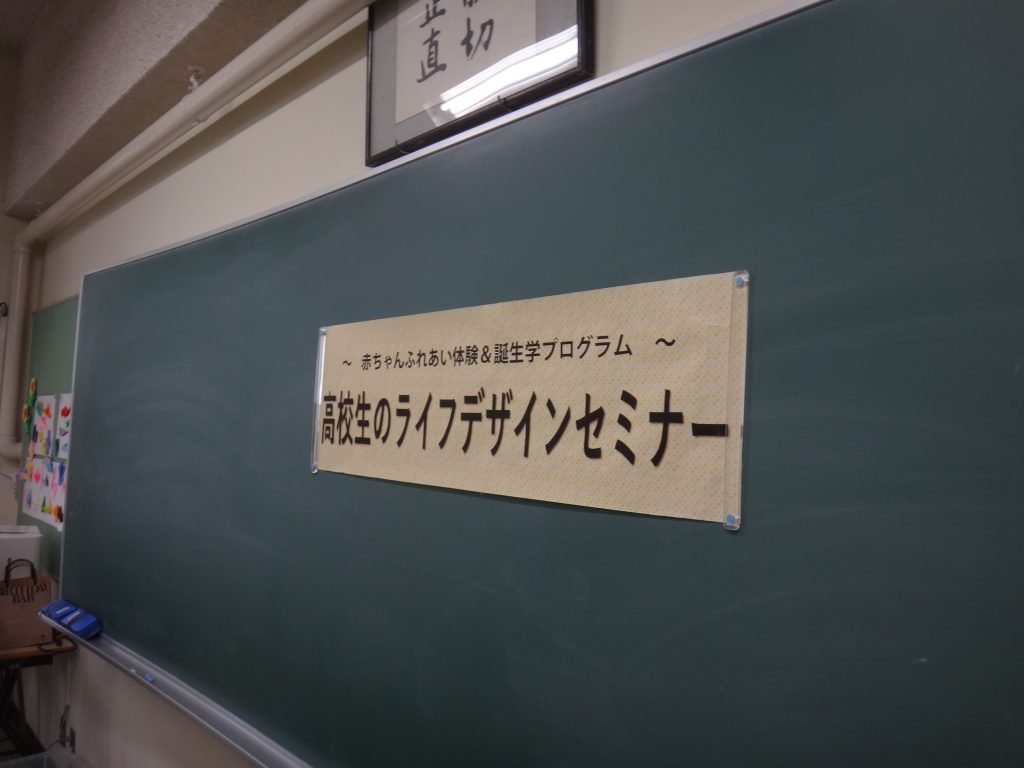 正直
切
～ 赤ちゃんふれあい体験＆誕生学プログラム ～
高校生のライフデザインセミナー